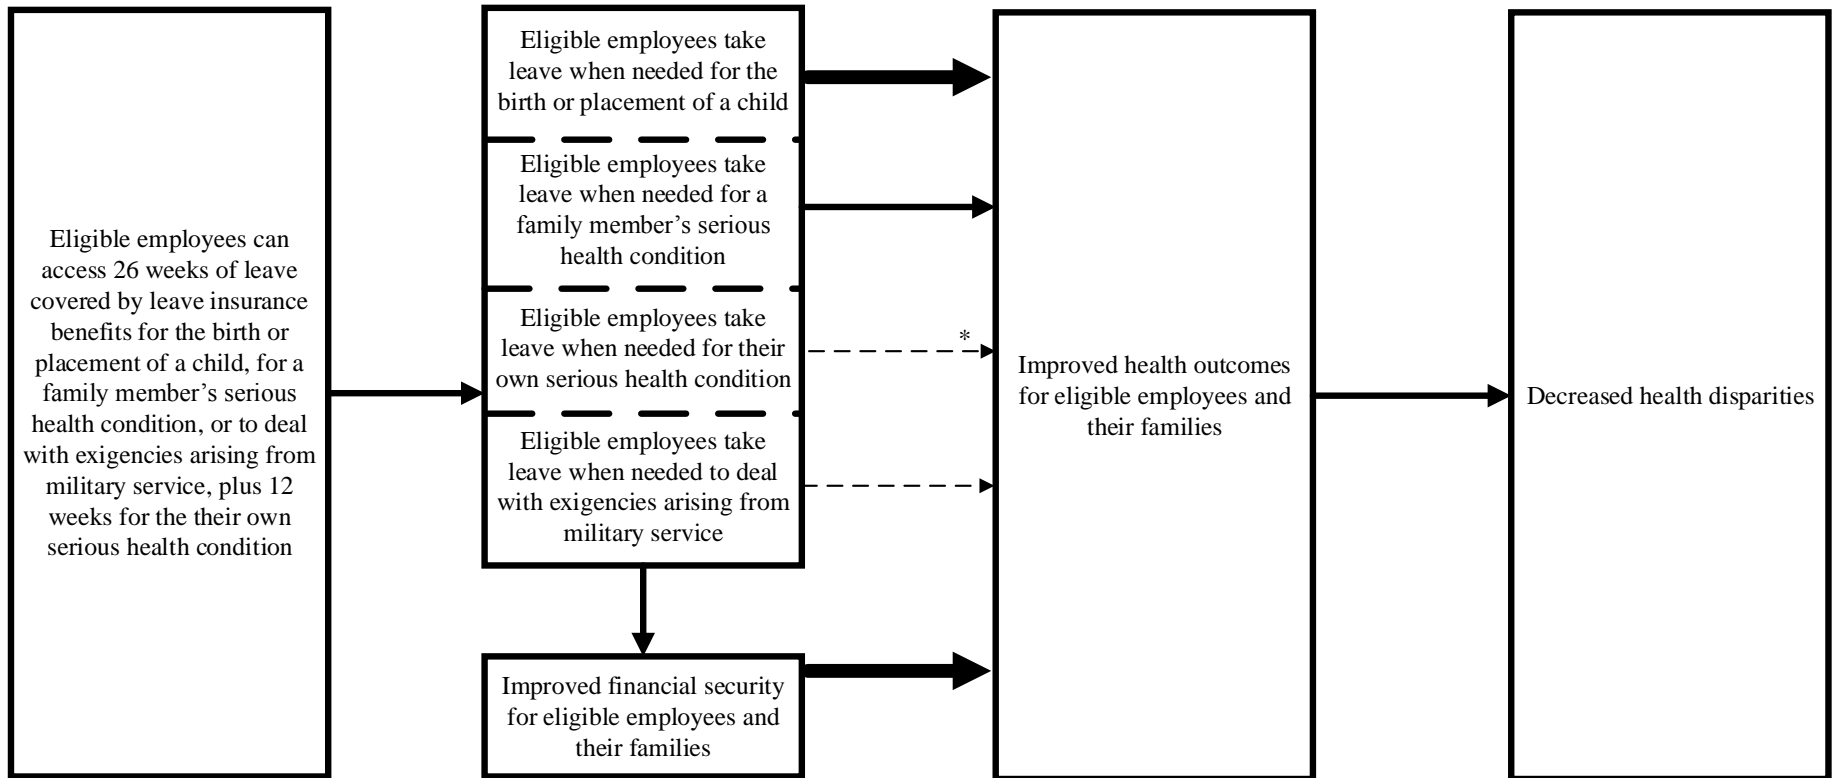 Eligible employees can
access 26 weeks of leave
covered by leave insurance
benefits for the birth or
placement of a child, for a
family member’s serious
health condition, or to deal
with exigencies arising from
military service, plus 12
weeks for the their own
serious health condition
Eligible employees take
leave when needed for the
birth or placement of a child
Eligible employees take
leave when needed for a
family member’s serious
health condition
Eligible employees take
leave when needed for their
own serious health condition
*
Eligible employees take
leave when needed to deal
with exigencies arising from
military service
Improved financial security
for eligible employees and
their families
Improved health outcomes
for eligible employees and
their families
Decreased health disparities